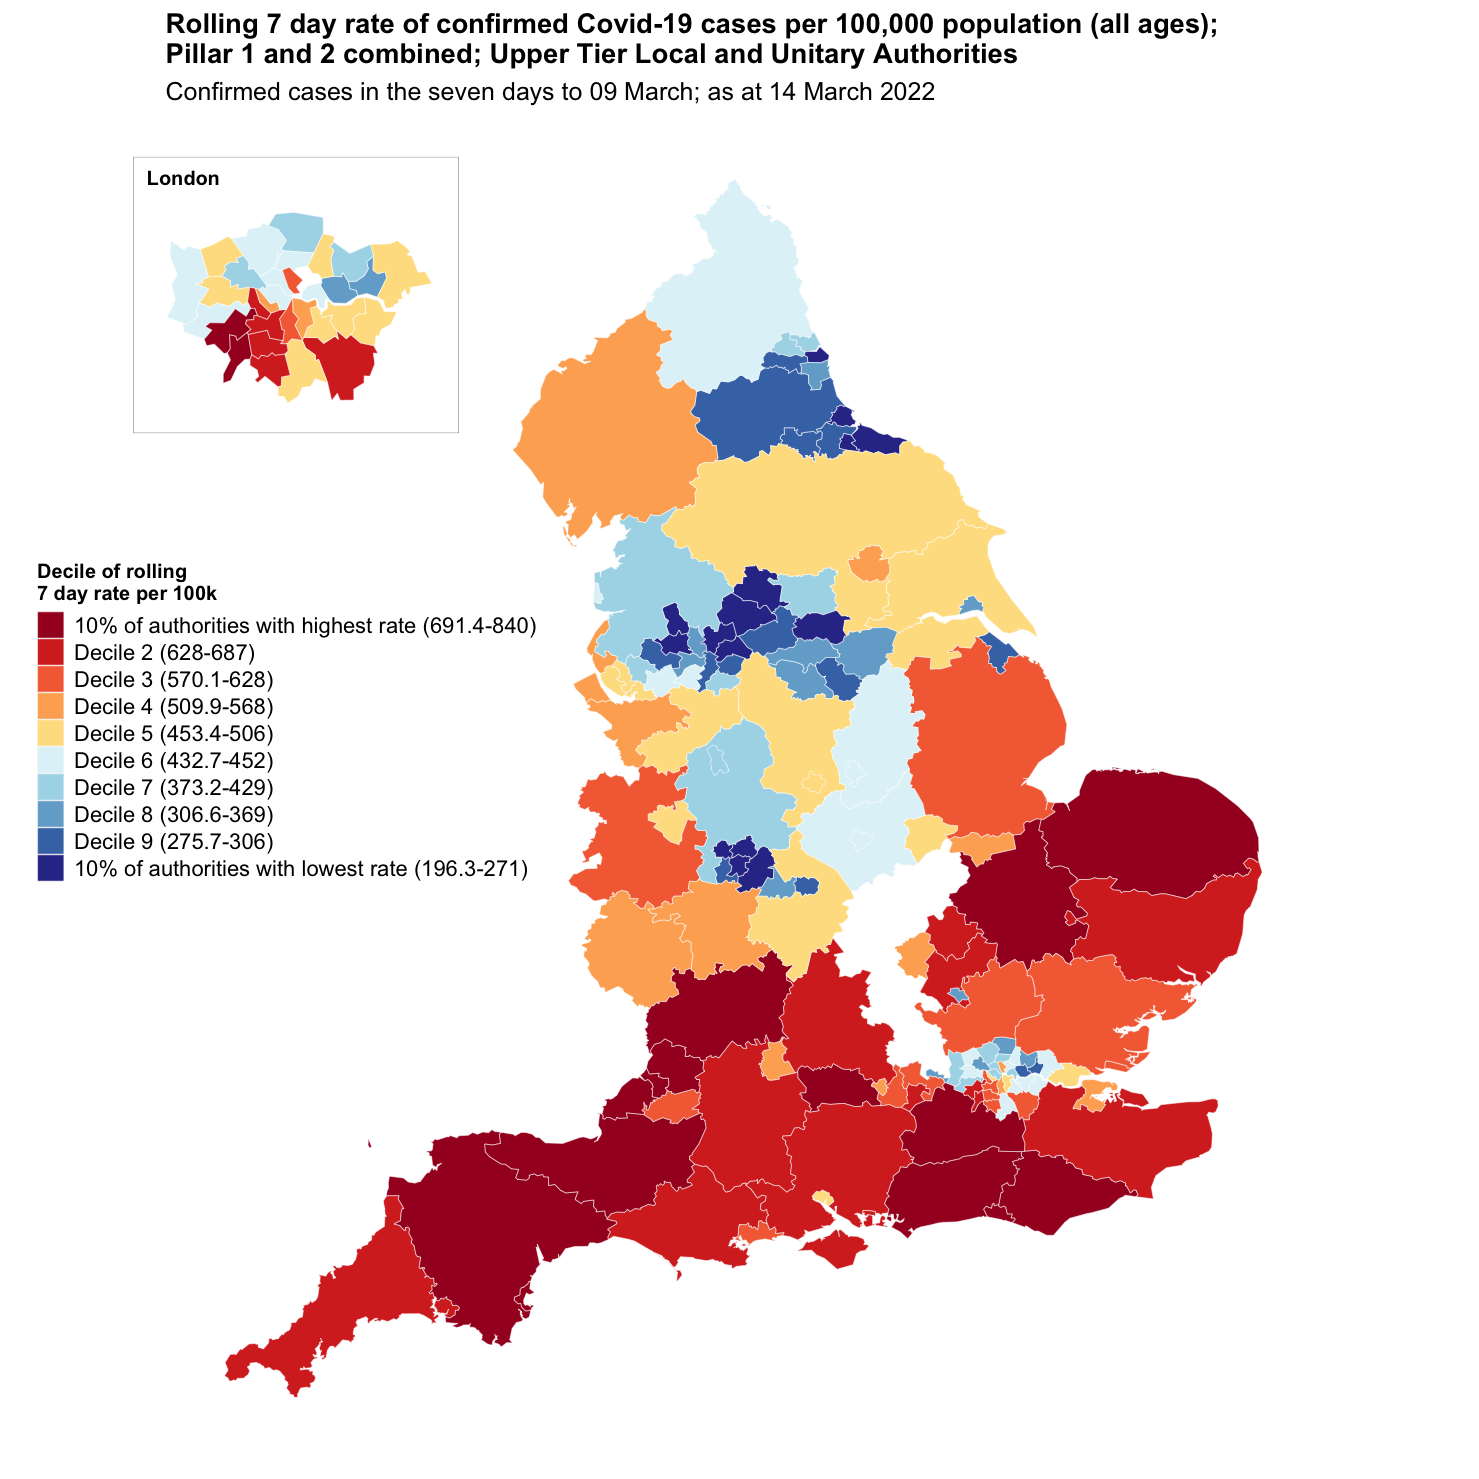 Rolling 7 day rate of confirmed Covid-19 cases per 100,000 population (all ages);
Pillar 1 and 2 combined; Upper Tier Local and Unitary Authorities
Confirmed cases in the seven days to 09 March; as at 14 March 2022
London
Decile of rolling
7 day rate per 100k
10% of authorities with highest rate (691.4-840)
Decile 2 (628-687)
Decile 3 (570.1-628)
Decile 4 (509.9-568)
Decile 5 (453.4-506)
Decile 6 (432.7-452)
Decile 7 (373.2-429)
Decile 8 (306.6-369)
Decile 9 (275.7-306)
10% of authorities with lowest rate (196.3-271)